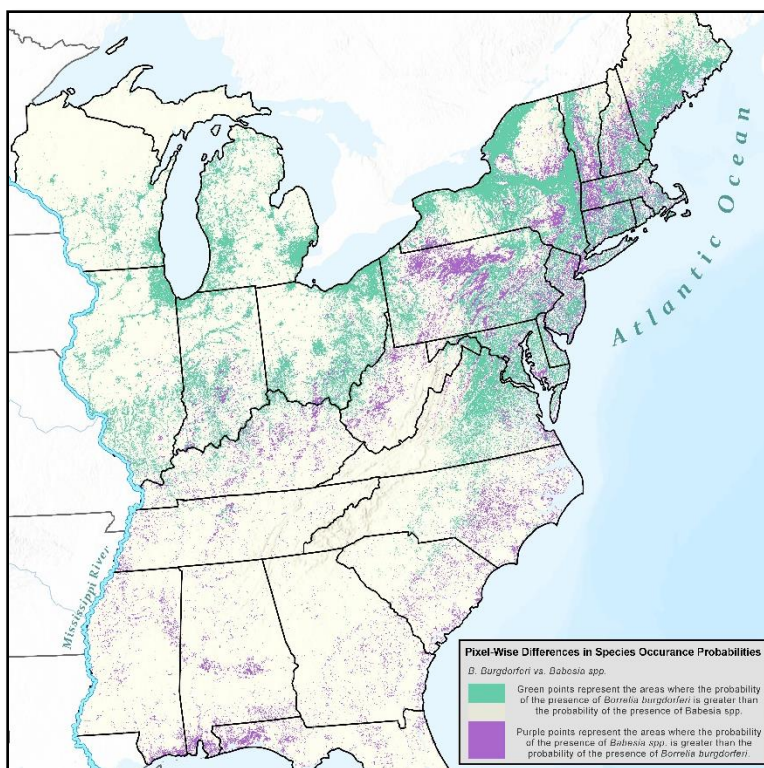 Atlantic Ocean
Mississippi River
Pixel-Wise Differences in Species Occurance Probabilities
B. Burgdorferi vs. Babesia spp.
Green points represent the areas where the probability
of the presence of Borrelia burgdorferi is greater than
the probability of the presence of Babesia spp.
Purple points represent the areas where the probability
of the presence of Babesia spp. is greater than the
probability of the presence of Borrelia burgdorferi.